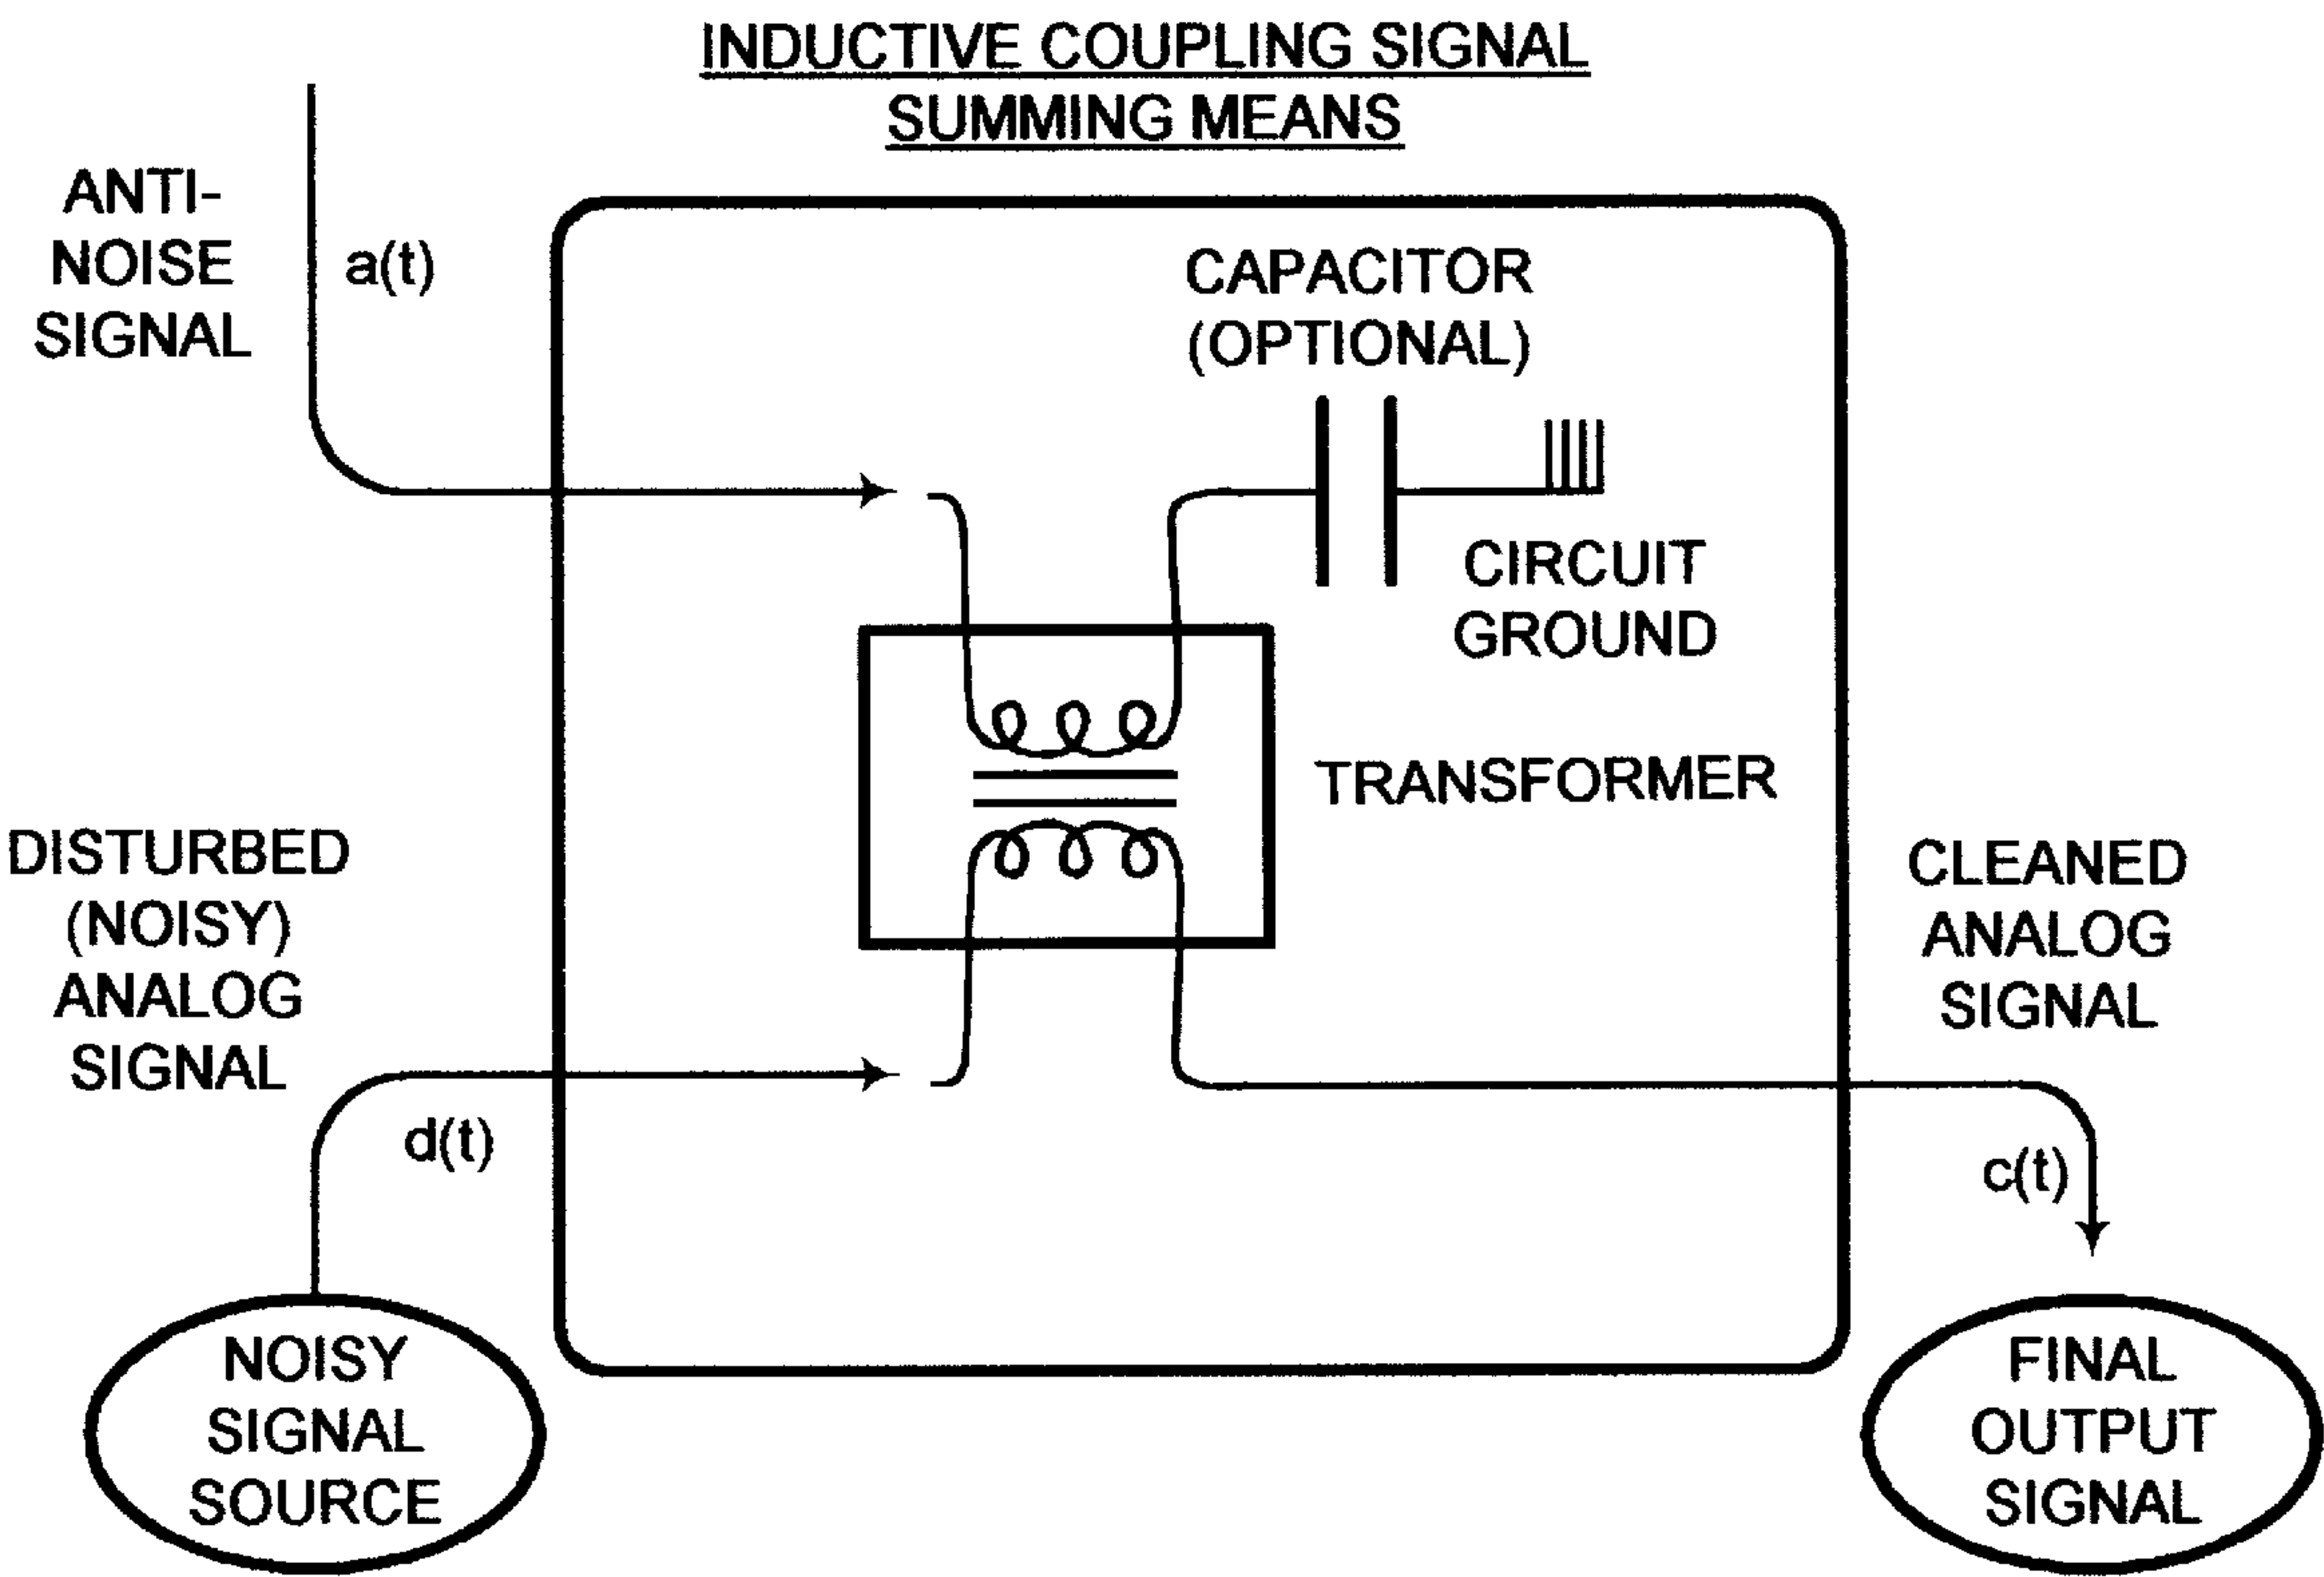 INDUCTIVE COUPLING SIGNAL
SUMMING MEANS
ANTI-
NOISE
SIGNAL
a(t)
CAPACITOR
(OPTIONAL)
CIRCUIT
GROUND
TRANSFORMER
DISTURBED
(NOISY)
ANALOG
SIGNAL
d(t)
CLEANED
ANALOG
SIGNAL
c(t)
NOISY
SIGNAL
SOURCE
FINAL
OUTPUT
SIGNAL